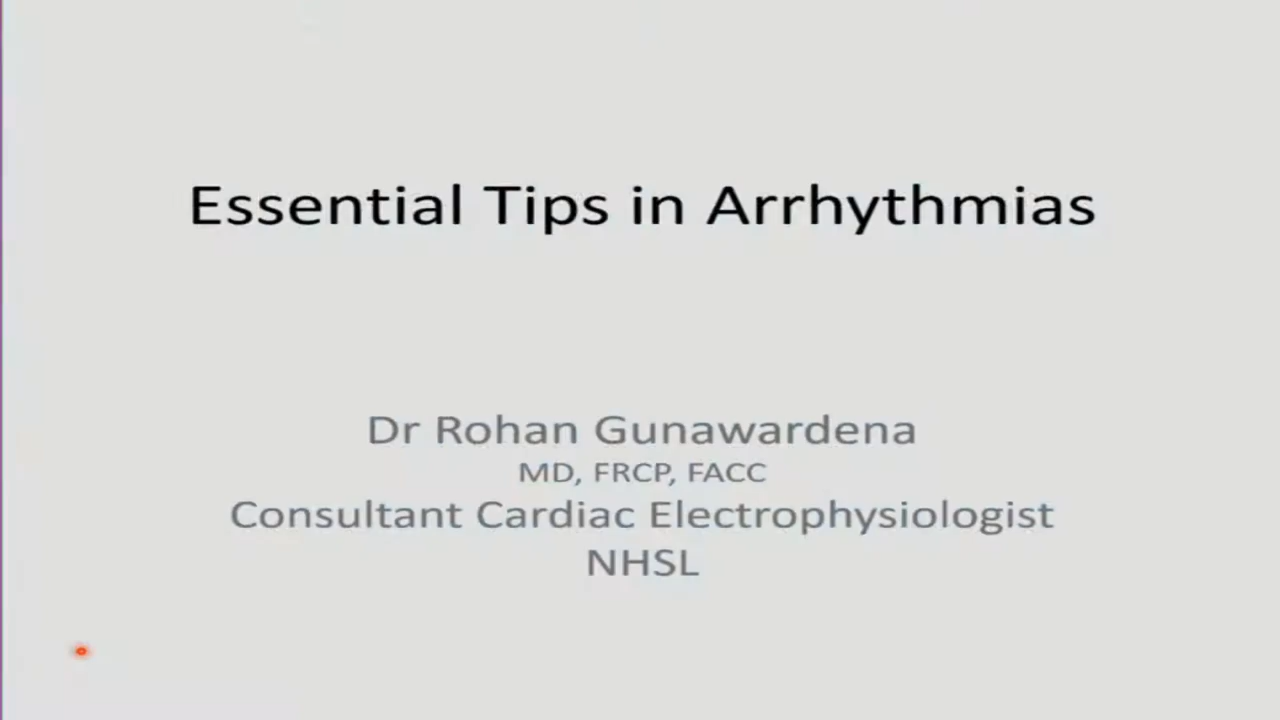 Essential Tips in Arrhythmias
Dr Rohan Gunawardena
MD, FRCP, FACC
Consultant Cardiac Electrophysiologist
NHSL